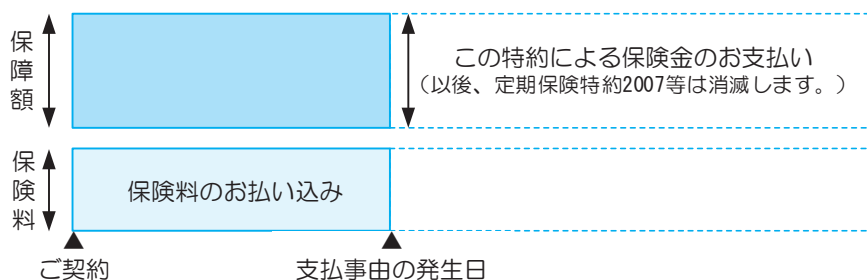 保障額
この特約による保険金のお支払い
（以後、定期保険特約2007等は消滅します。）
保険料
保険料のお払い込み
ご契約
支払事由の発生日